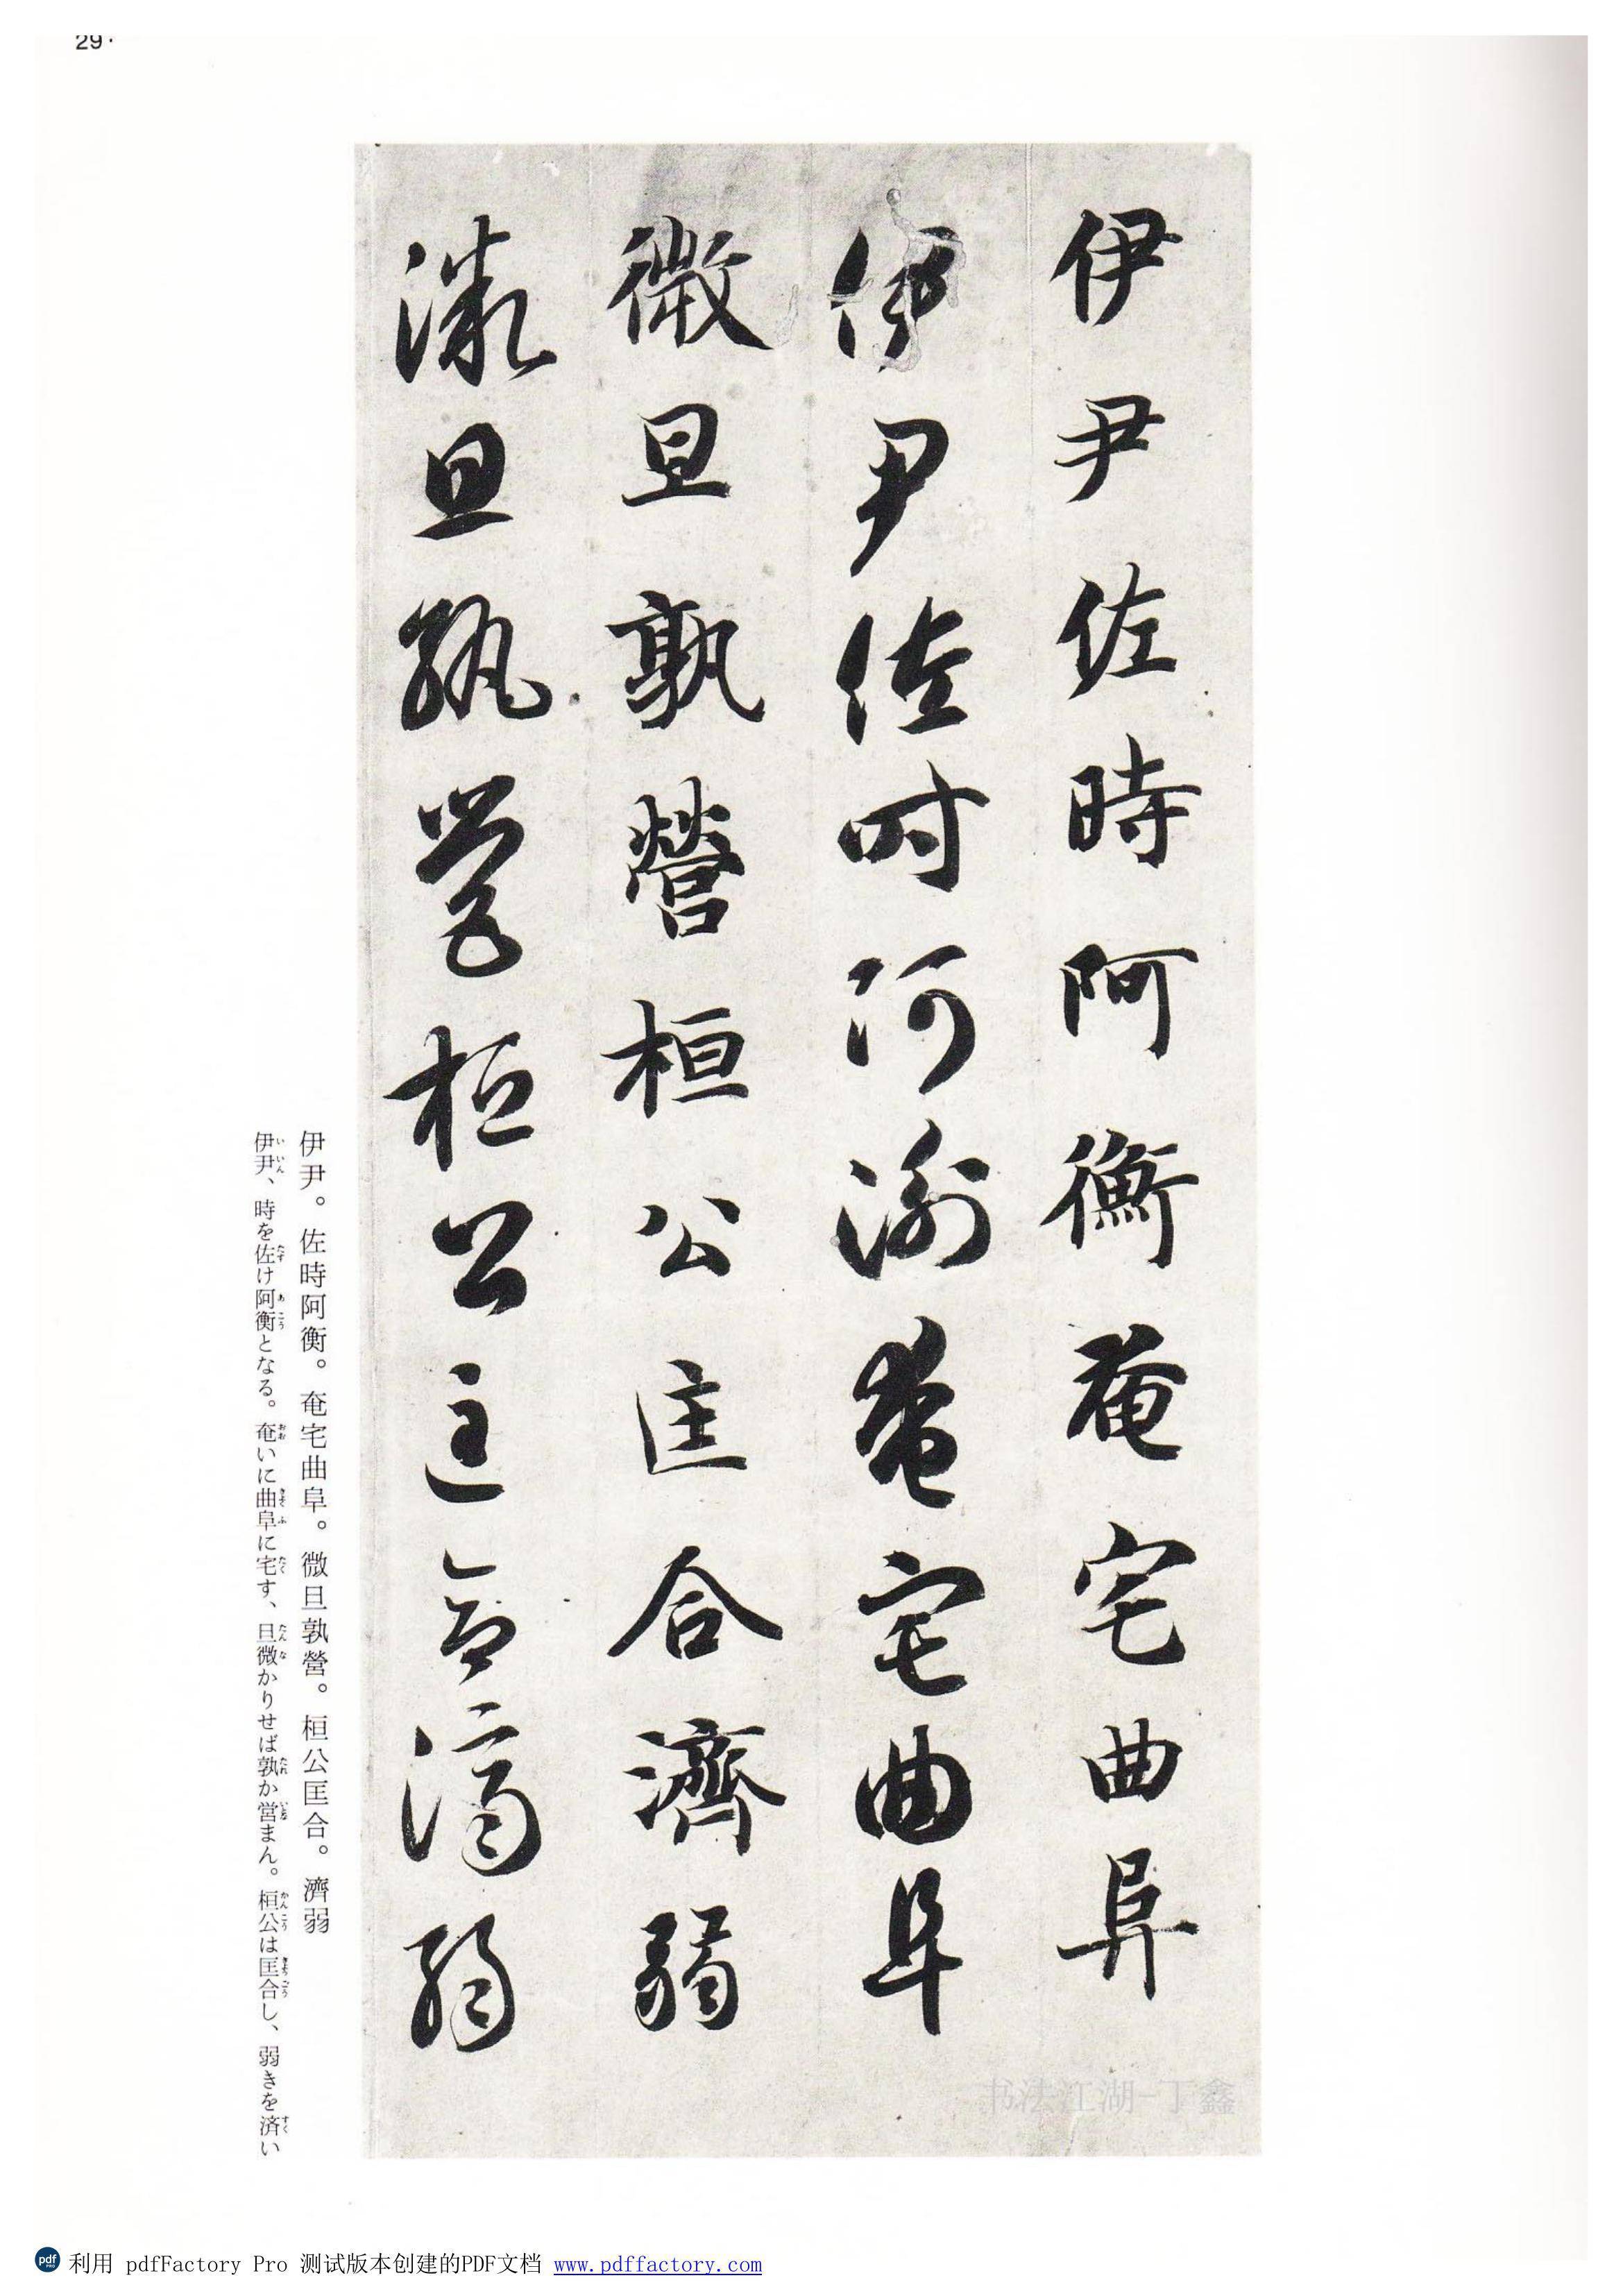 29·
伊尹佐時阿衡奄宅曲阜
伊尹佐时阿衡奄宅曲阜
微旦孰營桓公匡合濟弱
微旦孰營桓公匡合濟弱
伊尹。佐時阿衡。奄宅曲阜。微旦孰營。桓公匡合。濟弱
伊尹、時を佐け阿衡となる。奄いに曲阜に宅す、旦微かりせば孰か営まん。桓公は匡合し、弱きを済い
书法江湖-丁鑫
利用 pdfFactory Pro 测试版本创建的PDF文档 www.pdffactory.com